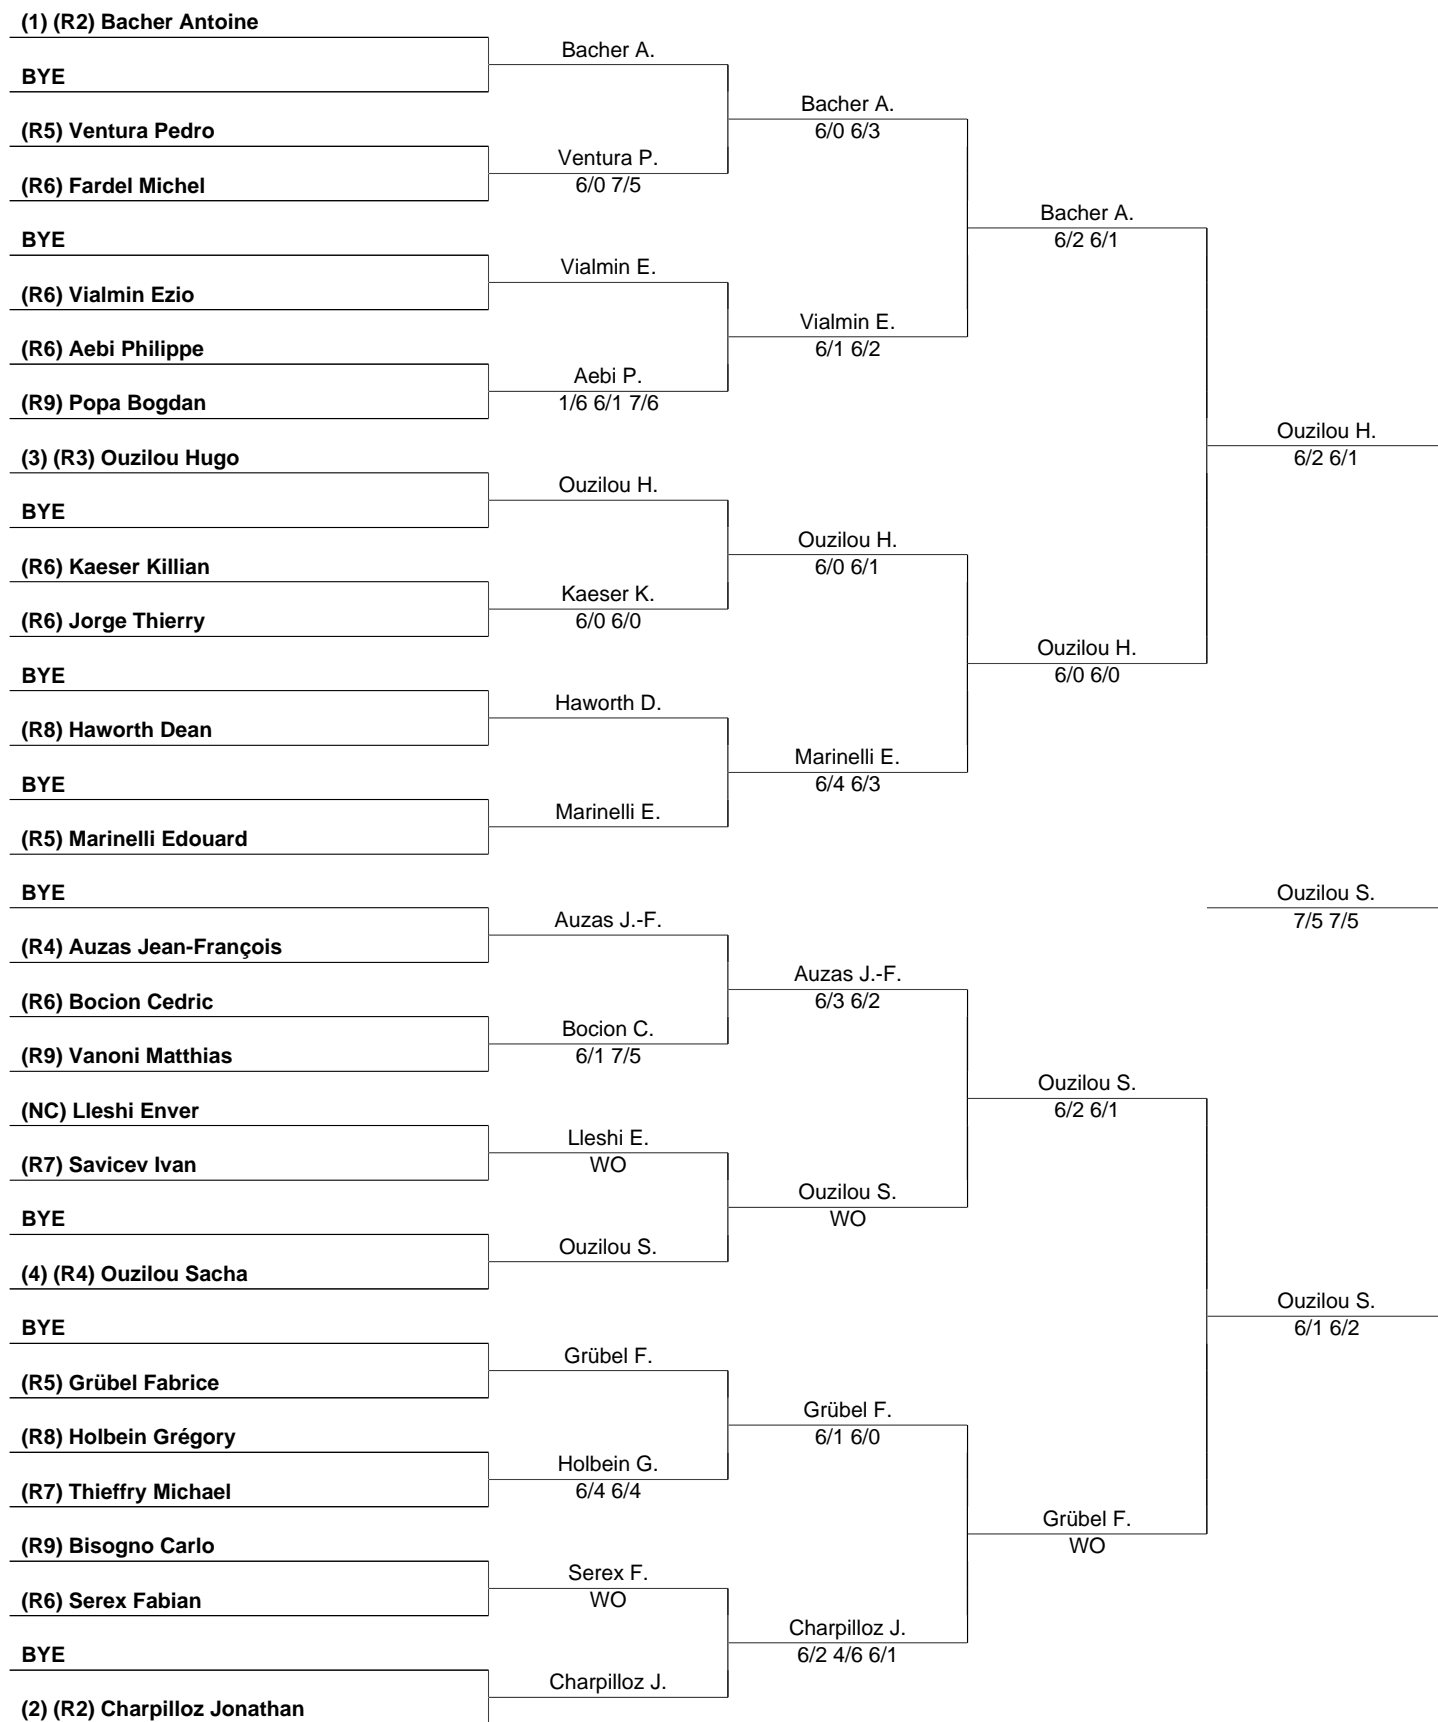 (1) (R2) Bacher Antoine
Bacher A.
BYE
Bacher A.
6/0 6/3
(R5) Ventura Pedro
Ventura P.
6/0 7/5
(R6) Fardel Michel
Bacher A.
6/2 6/1
BYE
Vialmin E.
(R6) Vialmin Ezio
Vialmin E.
6/1 6/2
(R6) Aebi Philippe
Aebi P.
1/6 6/1 7/6
(R9) Popa Bogdan
Ouzilou H.
6/2 6/1
(3) (R3) Ouzilou Hugo
Ouzilou H.
BYE
Ouzilou H.
6/0 6/1
(R6) Kaeser Killian
Kaeser K.
6/0 6/0
(R6) Jorge Thierry
Ouzilou H.
6/0 6/0
BYE
Haworth D.
(R8) Haworth Dean
Marinelli E.
6/4 6/3
BYE
Marinelli E.
(R5) Marinelli Edouard
BYE
Ouzilou S.
7/5 7/5
Auzas J.-F.
(R4) Auzas Jean-François
Auzas J.-F.
6/3 6/2
(R6) Bocion Cedric
Bocion C.
6/1 7/5
(R9) Vanoni Matthias
Ouzilou S.
6/2 6/1
(NC) Lleshi Enver
Lleshi E.
WO
(R7) Savicev Ivan
Ouzilou S.
WO
BYE
Ouzilou S.
(4) (R4) Ouzilou Sacha
Ouzilou S.
6/1 6/2
BYE
Grübel F.
(R5) Grübel Fabrice
Grübel F.
6/1 6/0
(R8) Holbein Grégory
Holbein G.
6/4 6/4
(R7) Thieffry Michael
Grübel F.
WO
(R9) Bisogno Carlo
Serex F.
WO
(R6) Serex Fabian
Charpilloz J.
6/2 4/6 6/1
BYE
Charpilloz J.
(2) (R2) Charpilloz Jonathan